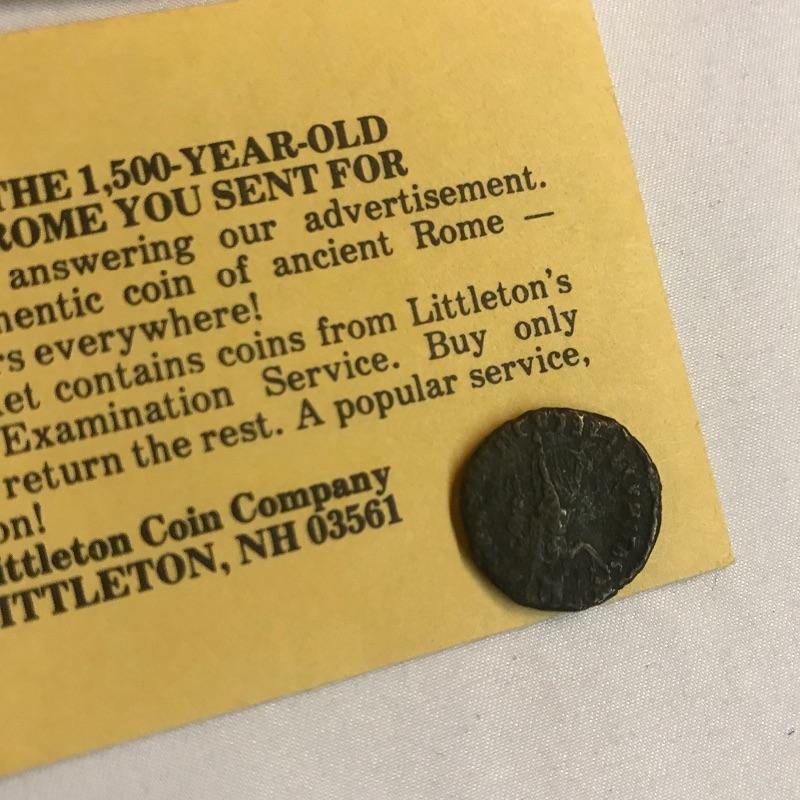 THE 1,500-YEAR-OLD
ROME YOU SENT FOR
answering our advertisement.
hentic coin of ancient Rome —
rs everywhere!
et contains coins from Littleton's
Examination Service. Buy only
return the rest. A popular service,
on!
ittleton Coin Company
ITTLETON, NH 03561